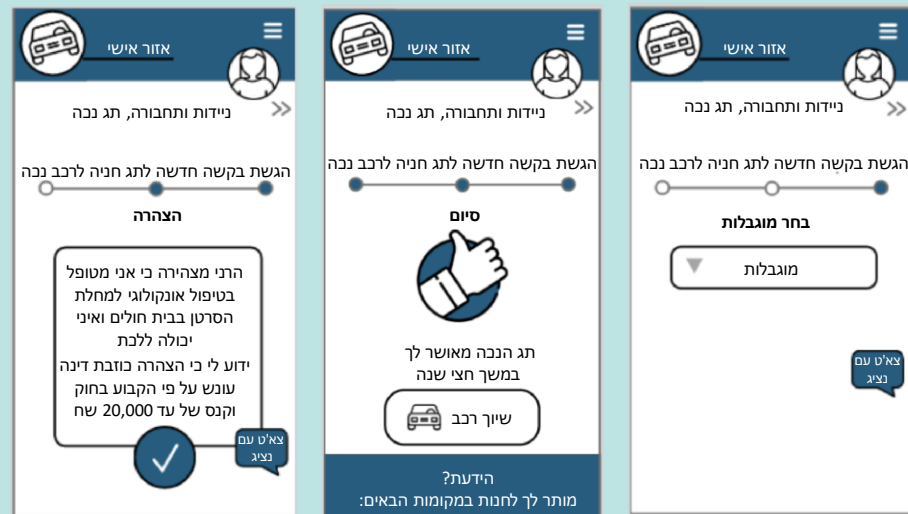 אזור אישי
ניידות ותחבורה, תג נכה
הגשת בקשה חדשה לתג חניה לרכב נכה
בחר מוגבלות
מוגבלות
צא'ט עם
נציג
אזור אישי
ניידות ותחבורה, תג נכה
הגשת בקשה חדשה לתג חניה לרכב נכה
סיום
תג הנכה מאושר לך
במשך חצי שנה
שיוך רכב
הידעת?
מותר לך לחנות במקומות הבאים:
אזור אישי
ניידות ותחבורה, תג נכה
הגשת בקשה חדשה לתג חניה לרכב נכה
הצהרה
הרני מצהירה כי אני מטופל
בטיפול אונקולוגי למחלת
הסרטן בבית חולים ואיני
יכולה ללכת
ידוע לי כי הצהרה כוזבת דינה
עונש על פי הקבוע בחוק
וקנס של עד 20,000 שח
צא'ט עם
נציג